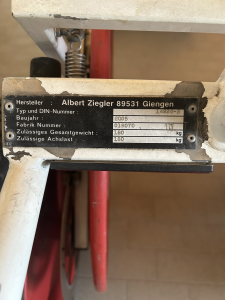 Hersteller : Albert Ziegler 89531 Giengen
Typ und DIN-Nummer :
Baujahr : 2005
Fabrik Nummer :
Zulässiges Gesamtgewicht : 180 kg
Zulässige Achslast : 180 kg